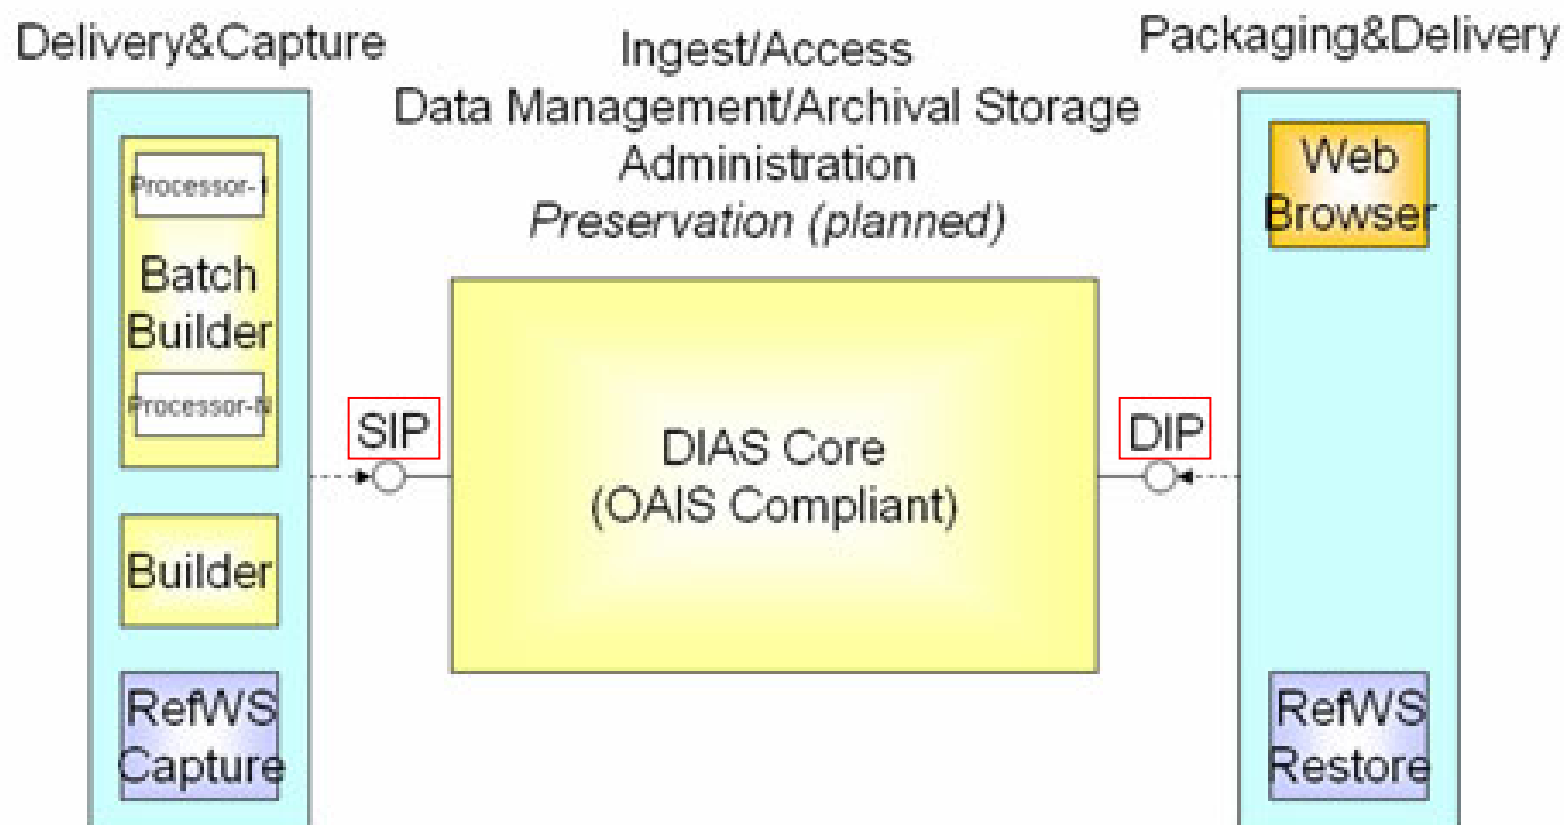 Delivery&Capture
Processor-1
Batch
Builder
Processor-N
Builder
RefWS
Capture
SIP
Ingest/Access
Data Management/Archival Storage
Administration
Preservation (planned)
DIAS Core
(OAIS Compliant)
DIP
Packaging&Delivery
Web
Browser
RefWS
Restore